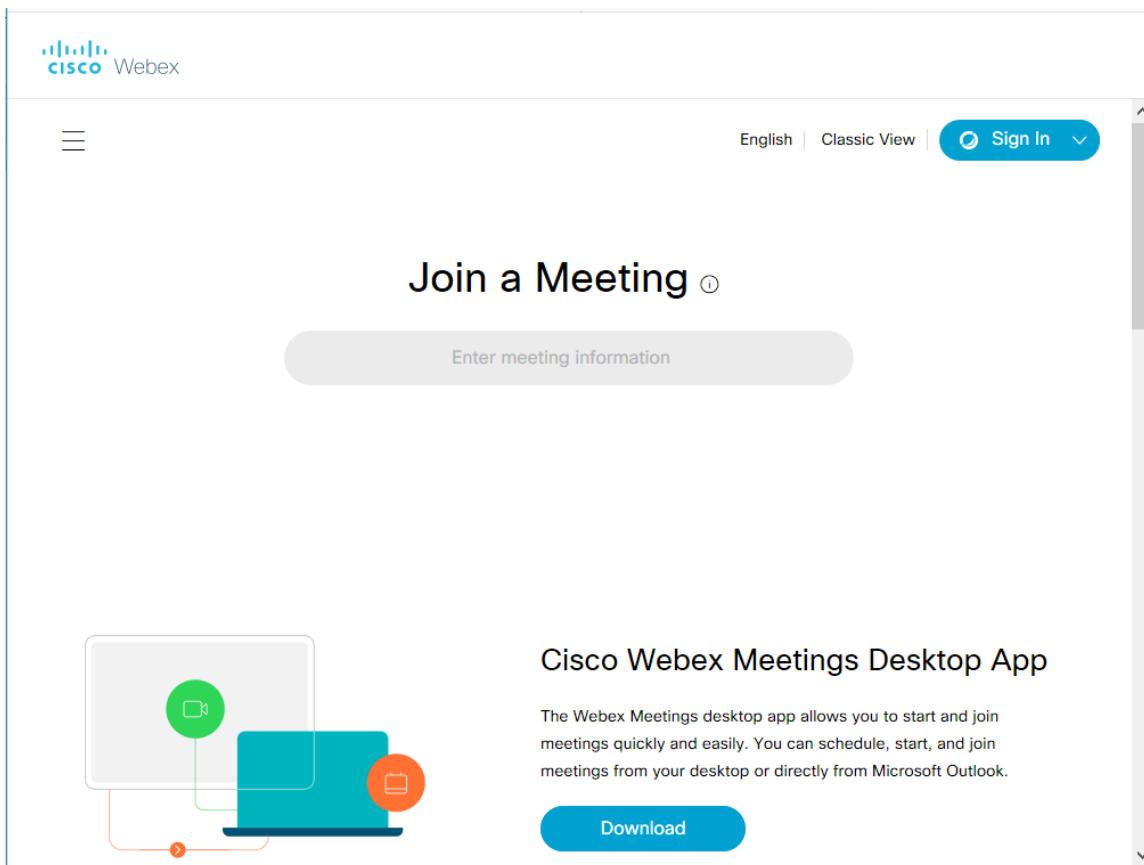 cisco Webex
English Classic View Sign In
Join a Meeting
Enter meeting information
Cisco Webex Meetings Desktop App
The Webex Meetings desktop app allows you to start and join
meetings quickly and easily. You can schedule, start, and join
meetings from your desktop or directly from Microsoft Outlook.
Download